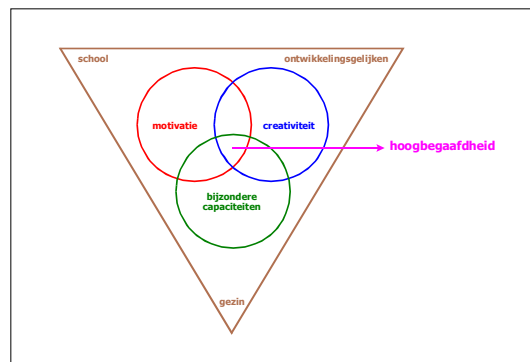 school
ontwikkelingsgelijken
motivatie
creativiteit
hoogbegaafdheid
bijzondere
capaciteiten
gezin